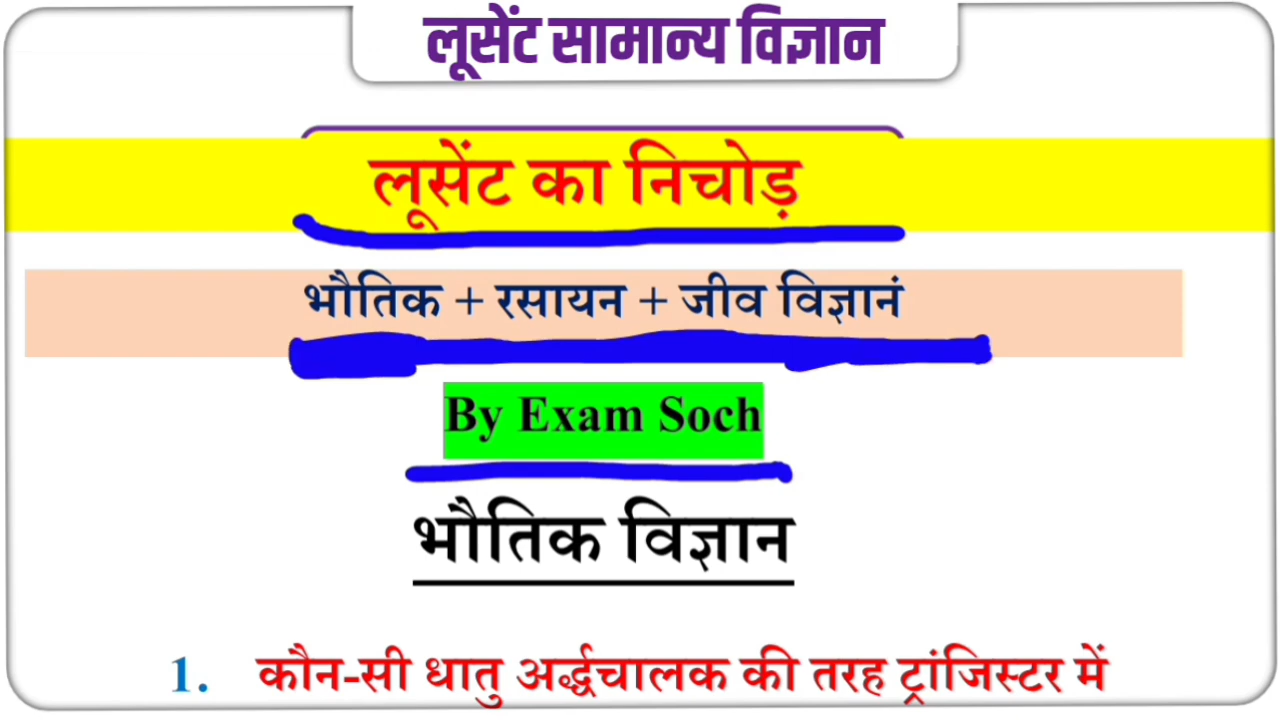 लूसेंट सामान्य विज्ञान
लूसेंट का निचोड़
भौतिक + रसायन + जीव विज्ञानं
By Exam Soch
भौतिक विज्ञान
1. कौन-सी धातु अर्द्धचालक की तरह ट्रांजिस्टर में